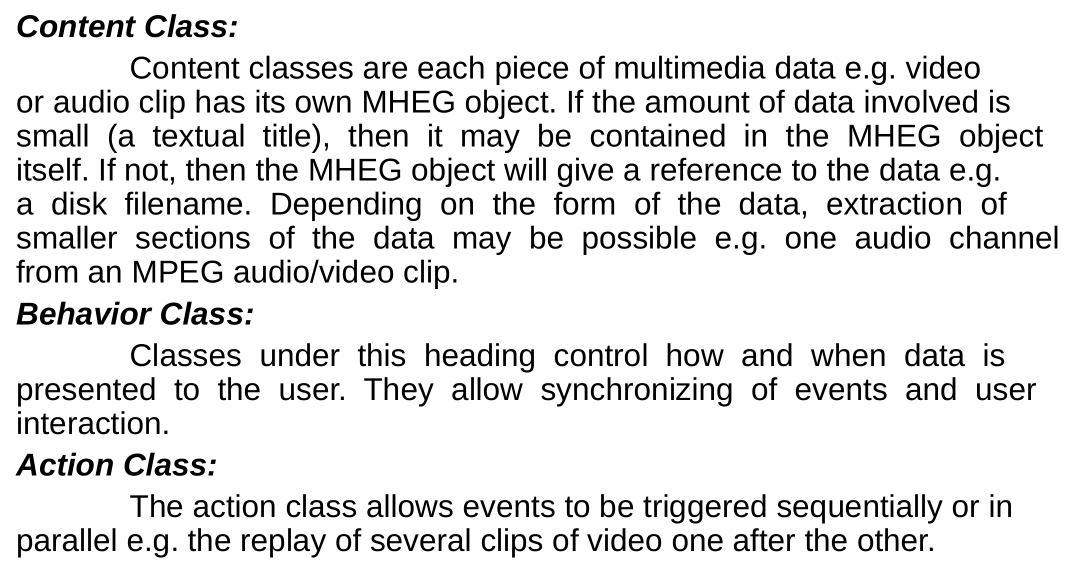 Content Class:
Content classes are each piece of multimedia data e.g. video
or audio clip has its own MHEG object. If the amount of data involved is
small (a textual title), then it may be contained in the MHEG object
itself. If not, then the MHEG object will give a reference to the data e.g.
a disk filename. Depending on the form of the data, extraction of
smaller sections of the data may be possible e.g. one audio channel
from an MPEG audio/video clip.
Behavior Class:
Classes under this heading control how and when data is
presented to the user. They allow synchronizing of events and user
interaction.
Action Class:
The action class allows events to be triggered sequentially or in
parallel e.g. the replay of several clips of video one after the other.